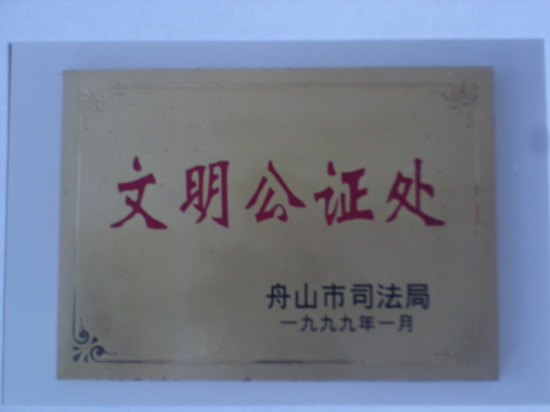 文明公证处
舟山市司法局
一九九九年一月